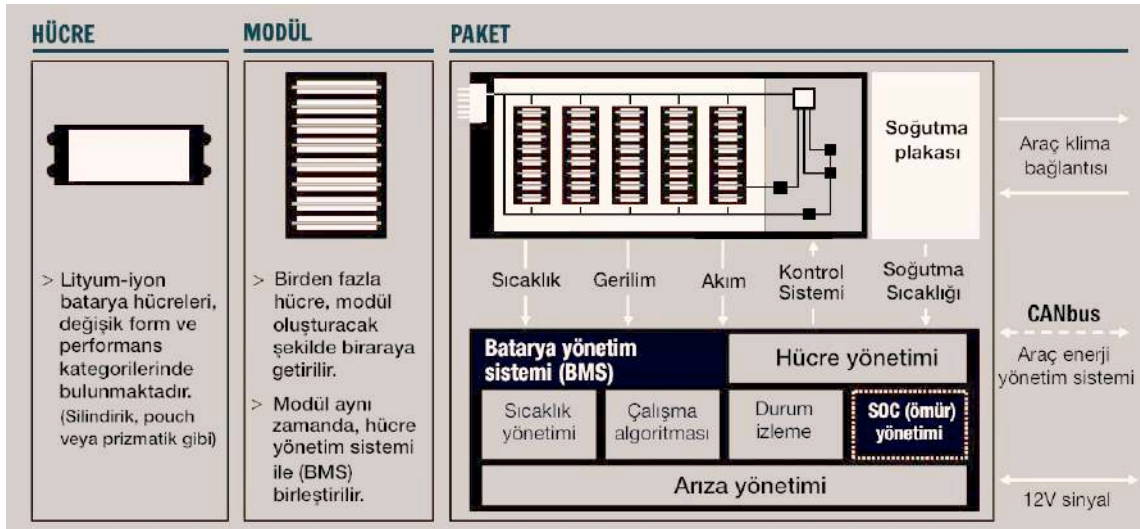 HÜCRE
> Lityum-iyon
batarya hücreleri,
değişik form ve
performans
kategorilerinde
bulunmaktadır.
(Silindirik, pouch
veya prizmatik gibi)
MODÜL
> Birden fazla
hücre, modül
oluşturacak
şekilde biraraya
getirilir.
> Modül aynı
zamanda, hücre
yönetim sistemi
ile (BMS)
birleştirilir.
PAKET
Soğutma
plakası
Araç klima
bağlantısı
Sıcaklık
Gerilim
Akım
Kontrol
Sistemi
Soğutma
Sıcaklığı
CANbus
Araç enerji
yönetim sistemi
Batarya yönetim
sistemi (BMS)
Hücre yönetimi
Sıcaklık
yönetimi
Çalışma
algoritması
Durum
izleme
SOC (ömür)
yönetimi
Arıza yönetimi
12V sinyal